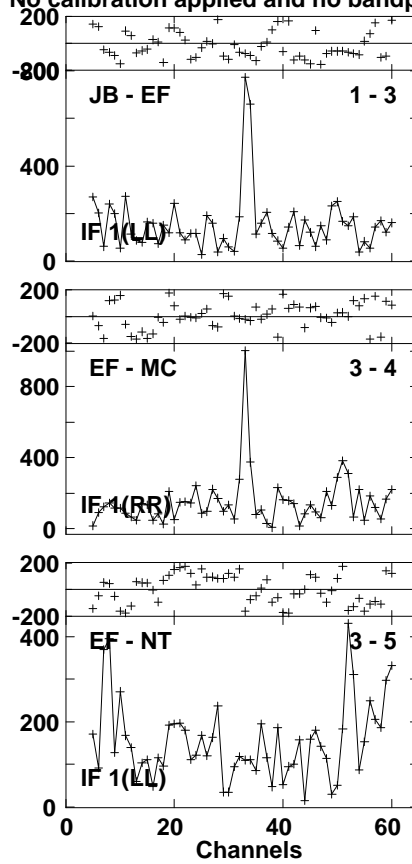 No calibration applied and no bandp
-200
800
JB - EF 1 - 3
400
IF 1(LL)
0
200
0
-200
EF - MC 3 - 4
800
400
IF 1(RR)
0
200
0
-200
EF - NT 3 - 5
400
200
IF 1(LL)
0
0 20 40 60
Channels